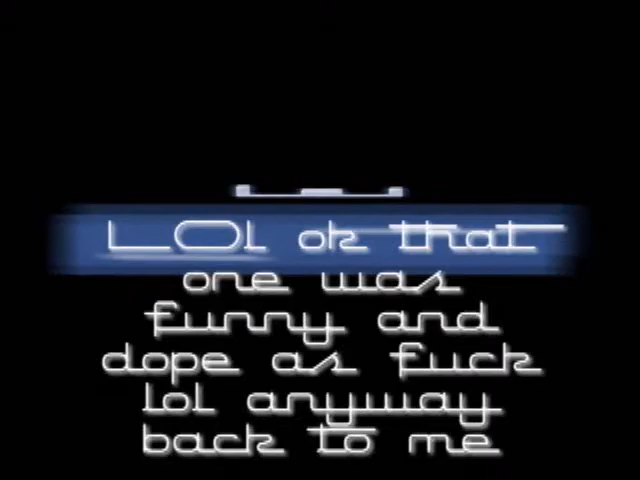 LOl ok that
one was
funny and
dope as fuck
lol anyway
back to me